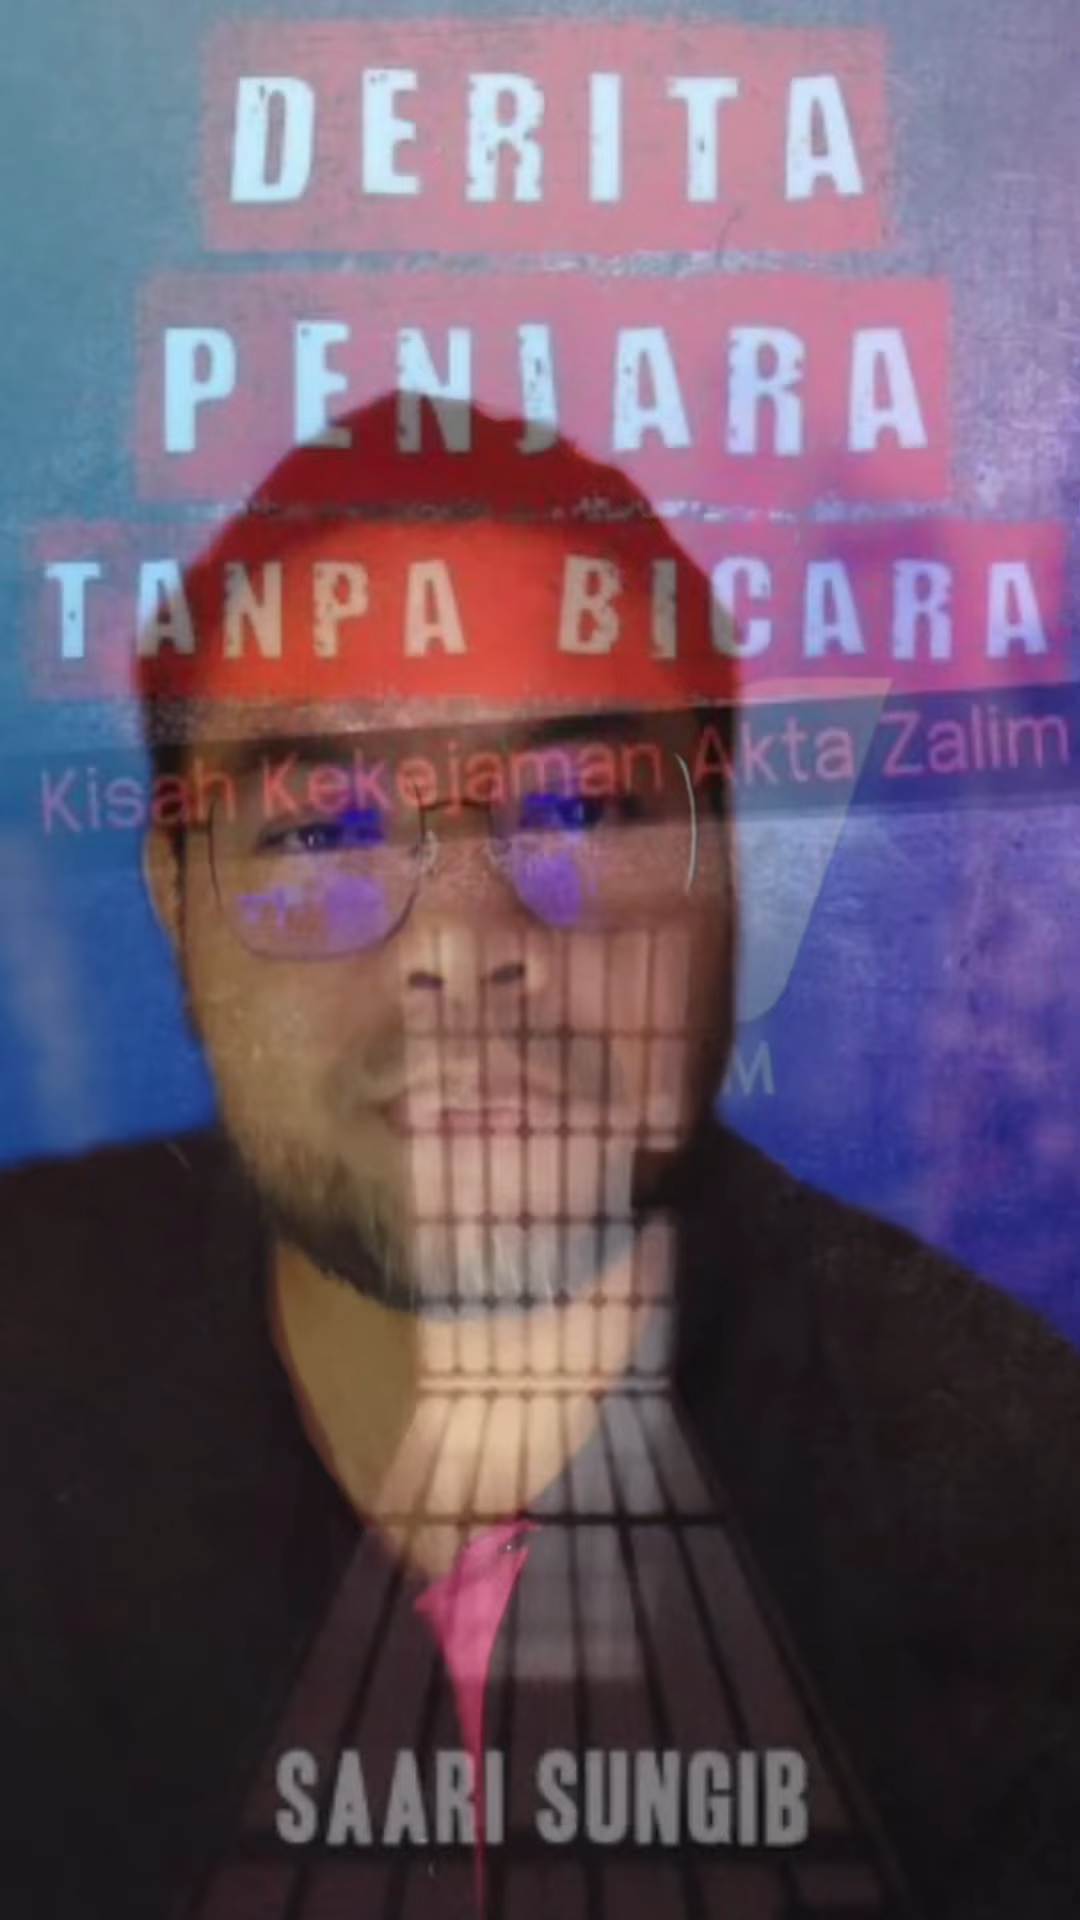 DERITA
PENJARA
TANPA BICARA
Kisah Kekejaman Akta Zalim
M
SAARI SUNGIB